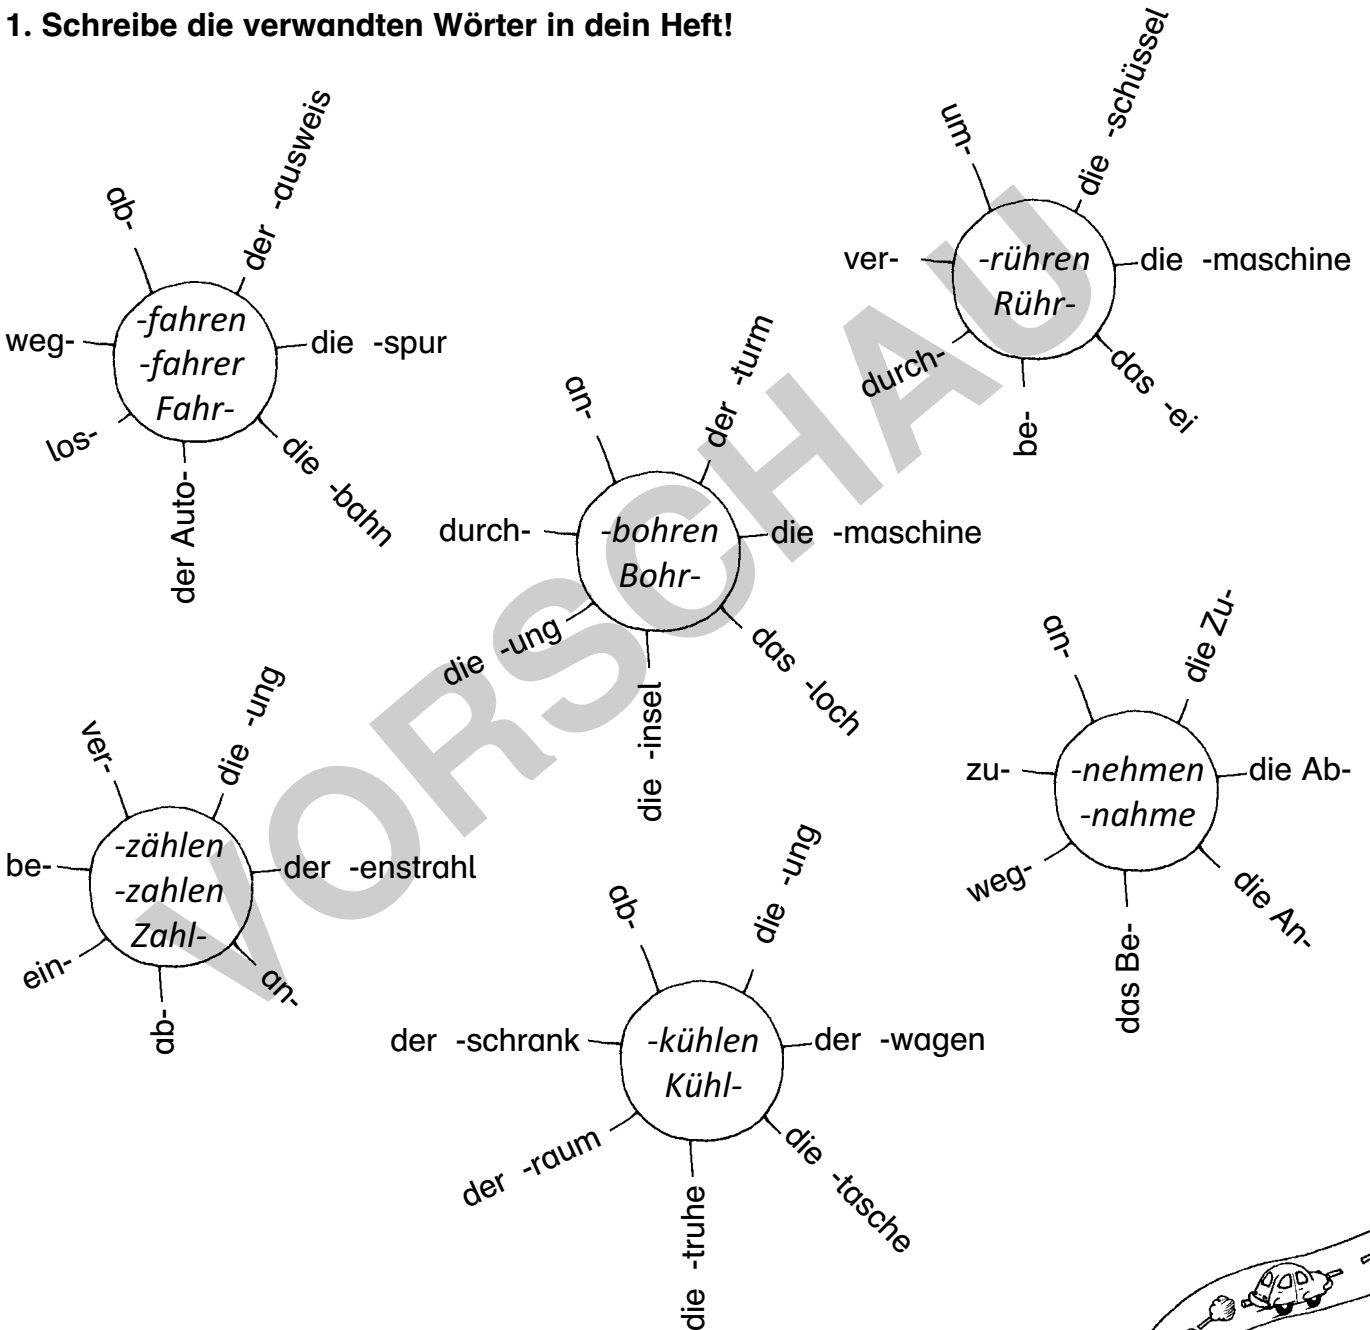 1. Schreibe die verwandten Wörter in dein Heft!
ab-
der -ausweis
weg-
-fahren
-fahrer
Fahr-
die -spur
los-
der Auto-
die -bahn
um-
die -schüssel
ver-
-rühren
Rühr-
die -maschine
durch-
be-
das -ei
an-
der -turm
durch-
-bohren
Bohr-
die -maschine
die -ung
die -insel
das -loch
an-
die Zu-
zu-
-nehmen
-nahme
die Ab-
weg-
das Be-
die An-
ver-
die -ung
be-
-zählen
-zahlen
Zahl-
der -enstrahl
ein-
ab-
an-
ab-
die -ung
der -schrank
-kühlen
Kühl-
der -wagen
der -raum
die -truhe
die -tasche
VORSCHAU